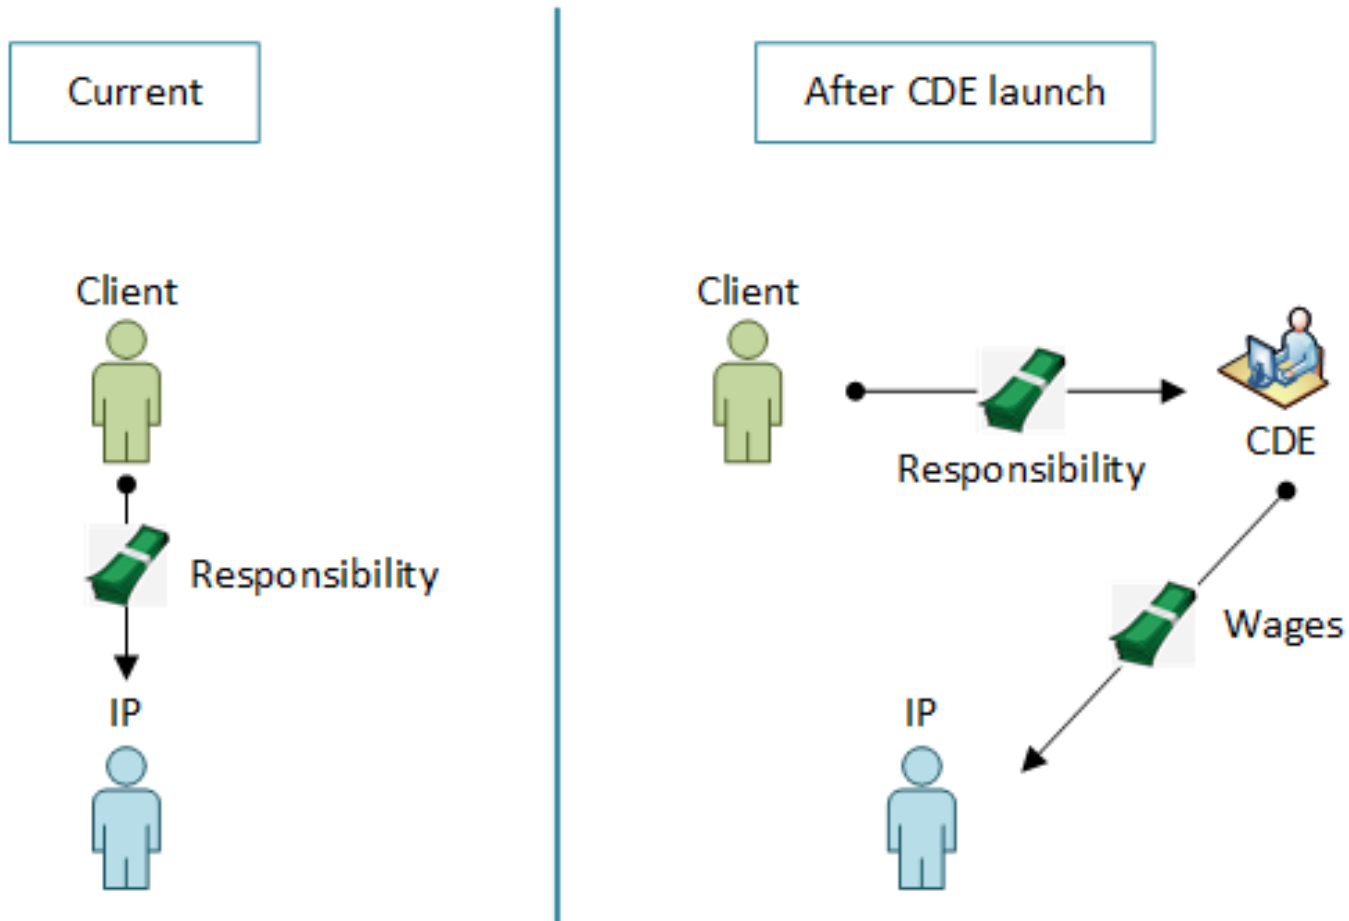 Current
Client
Responsibility
IP
After CDE launch
Client
Responsibility
CDE
Wages
IP